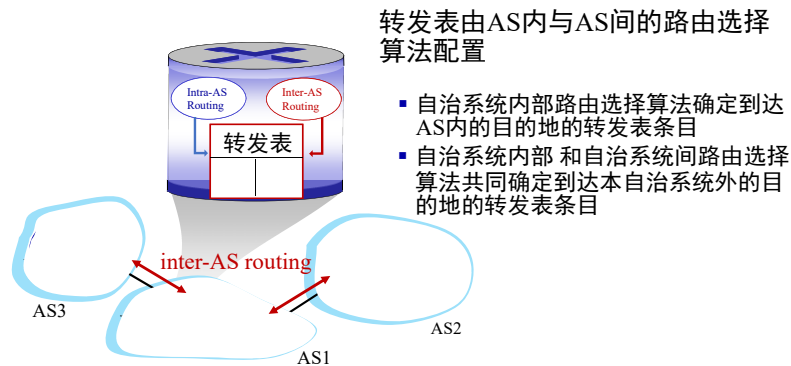 转发表由AS内与AS间的路由选择
算法配置
Intra-AS
Routing
Inter-AS
Routing
转发表
▪ 自治系统内部路由选择算法确定到达
AS内的目的地的转发表条目
▪ 自治系统内部 和自治系统间路由选择
算法共同确定到达本自治系统外的目
的地的转发表条目
inter-AS routing
AS3
AS2
AS1